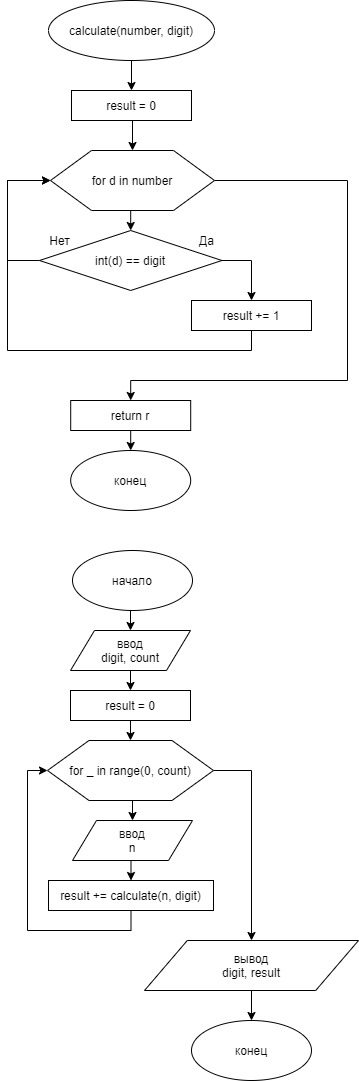 calculate(number, digit)
result = 0
for d in number
Нет
Да
int(d) == digit
result += 1
return r
конец
начало
ввод
digit, count
result = 0
for _ in range(0, count)
ввод
n
result += calculate(n, digit)
вывод
digit, result
конец